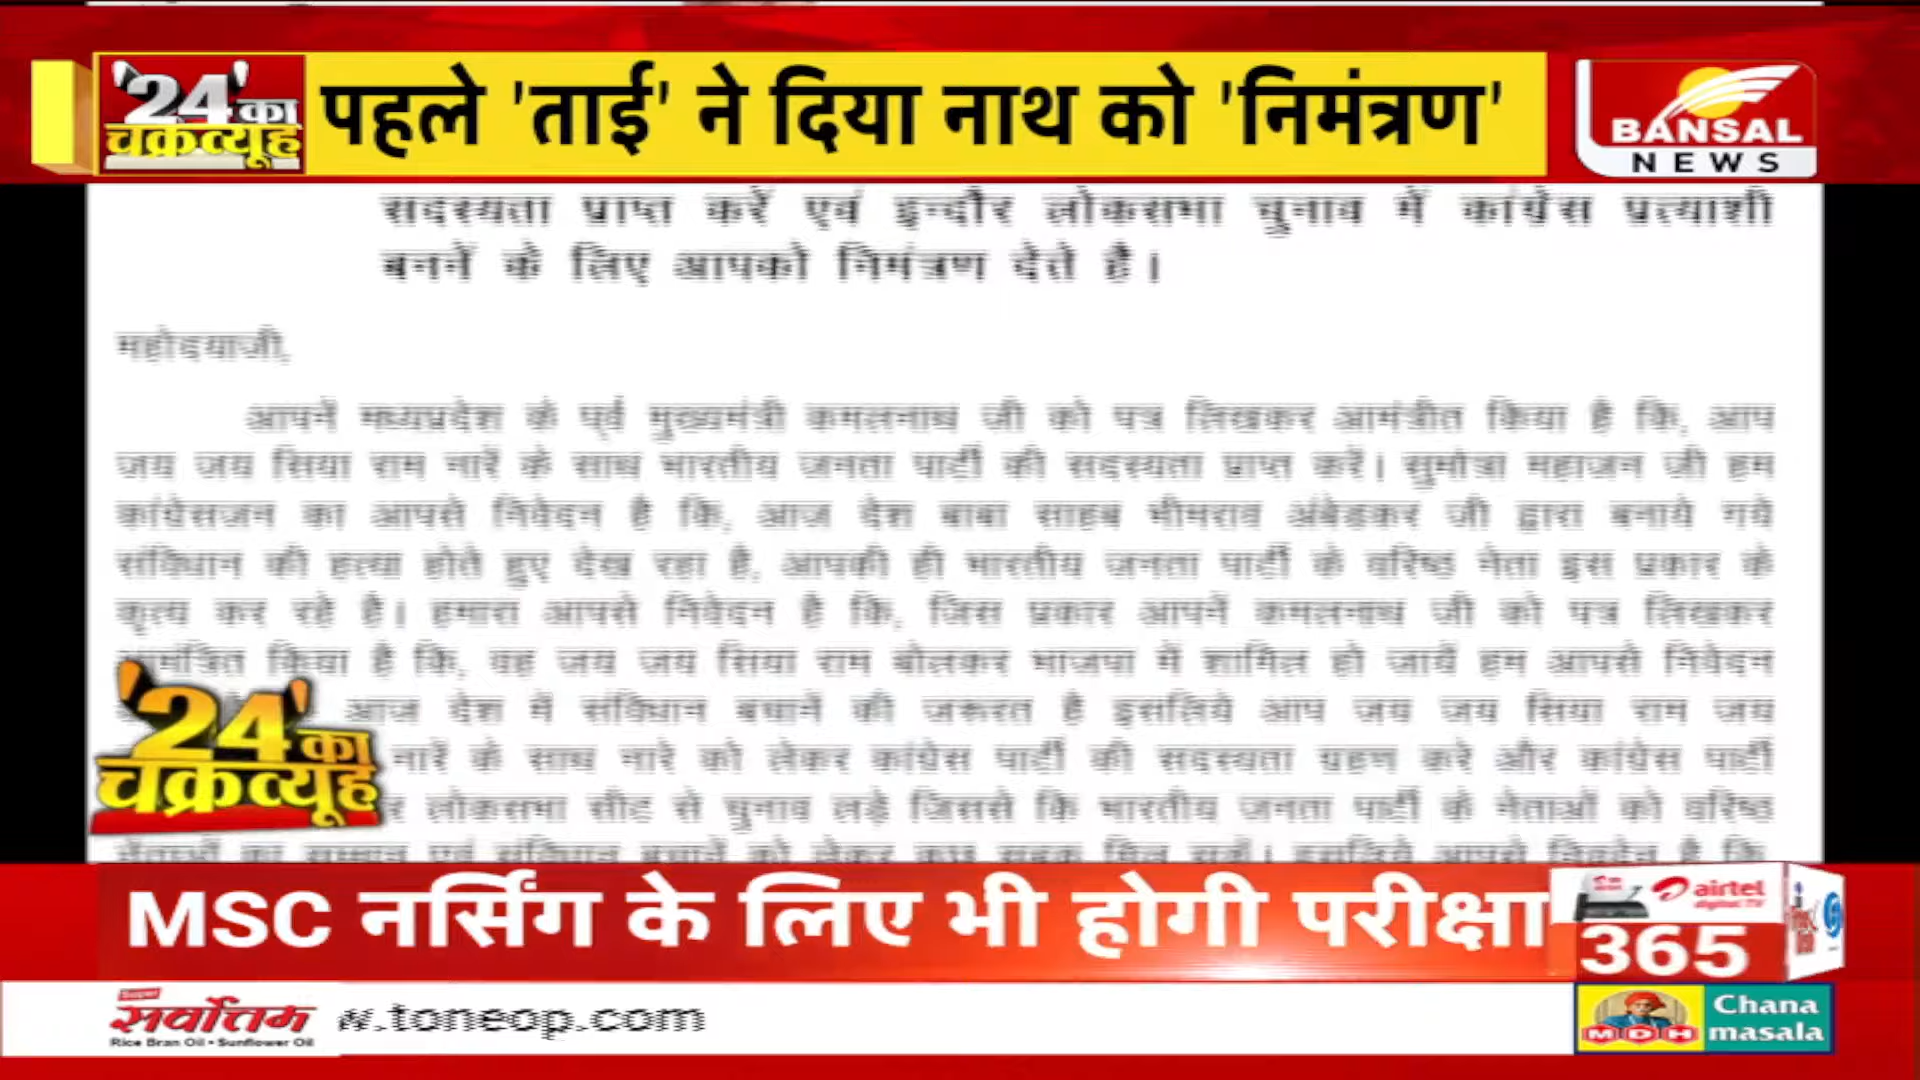 '24' का
चक्रव्यूह
पहले 'ताई' ने दिया नाथ को 'निमंत्रण'
BANSAL
NEWS
सदस्यता प्राप्त करें एवं इन्दौर लोकसभा चुनाव में कांग्रेस प्रत्याशी
बननें के लिए आपको निमंत्रण देते है।
महोदयाजी,
आपनें मध्यप्रदेश के पूर्व मुख्यमंत्री कमलनाथ जी को पत्र लिखकर आमंत्रीत किया है कि, आप
जय जय सिया राम नारें के साथ भारतीय जनता पार्टी की सदस्यता प्राप्त करें। सुमित्रा महाजन जी हम
कांग्रेसजन का आपसे निवेदन है कि, आज देश बाबा साहब भीमराव अंबेडकर जी द्वारा बनाये गये
संविधान की हत्या होते हुए देख रहा है, आपकी ही भारतीय जनता पार्टी के वरिष्ठ नेता इस प्रकार के
कृत्य कर रहे है। हमारा आपसे निवेदन है कि, जिस प्रकार आपनें कमलनाथ जी को पत्र लिखकर
किया है कि, वह जय जय सिया राम बोलकर भाजपा में शामिल हो जायें हम आपसे निवेदन
आज देश में संविधान बचानें की जरूरत है इसलिये आप जय जय सिया राम जय
नारें के साथ नारे को लेकर कांग्रेस पार्टी की सदस्यता ग्रहण करे और कांग्रेस पार्टी
लोकसभा सीट से चुनाव लड़े जिससे कि भारतीय जनता पार्टी के नेताओं को वरिष्ठ
'24' का
चक्रव्यूह
MSC नर्सिंग के लिए भी होगी परीक्षा
airtel
digital TV
365
Super
सर्वोत्तम
Rice Bran Oil • Sunflower Oil
w.toneop.com
MDH
Chana
masala